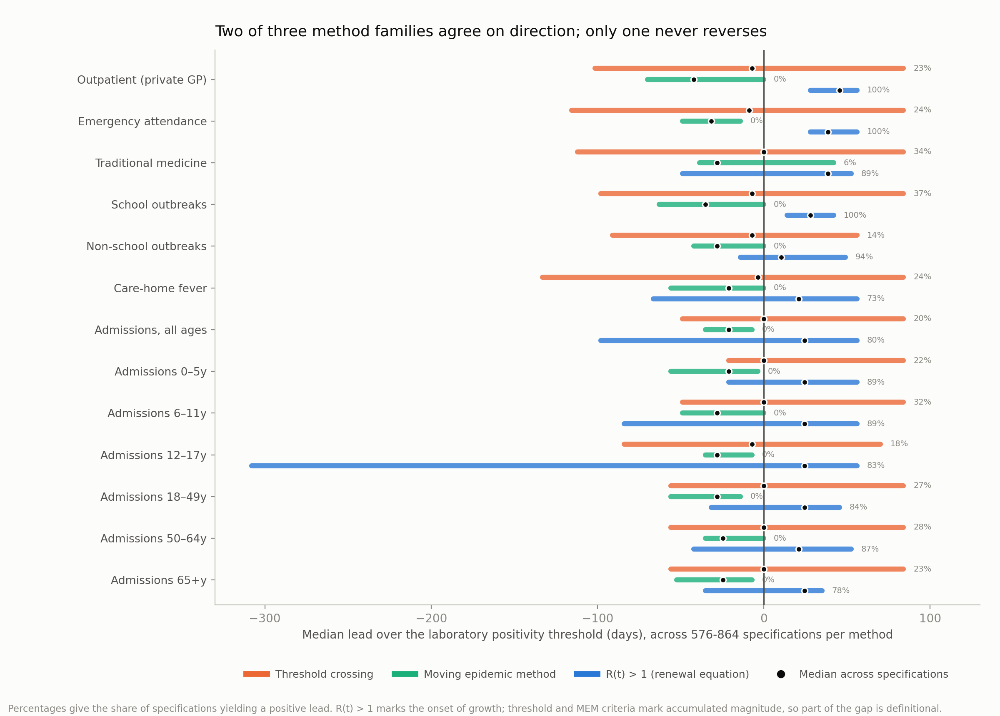 Two of three method families agree on direction; only one never reverses
Outpatient (private GP)
23%
0%
100%
Emergency attendance
24%
0%
100%
Traditional medicine
34%
6%
89%
School outbreaks
37%
0%
100%
Non-school outbreaks
14%
0%
94%
Care-home fever
24%
0%
73%
Admissions, all ages
20%
0%
80%
Admissions 0–5y
22%
0%
89%
Admissions 6–11y
32%
0%
89%
Admissions 12–17y
18%
0%
83%
Admissions 18–49y
27%
0%
84%
Admissions 50–64y
28%
0%
87%
Admissions 65+y
23%
0%
78%
−300 −200 −100 0 100
Median lead over the laboratory positivity threshold (days), across 576-864 specifications per method
Threshold crossing Moving epidemic method R(t) > 1 (renewal equation) Median across specifications
Percentages give the share of specifications yielding a positive lead. R(t) > 1 marks the onset of growth; threshold and MEM criteria mark accumulated magnitude, so part of the gap is definitional.